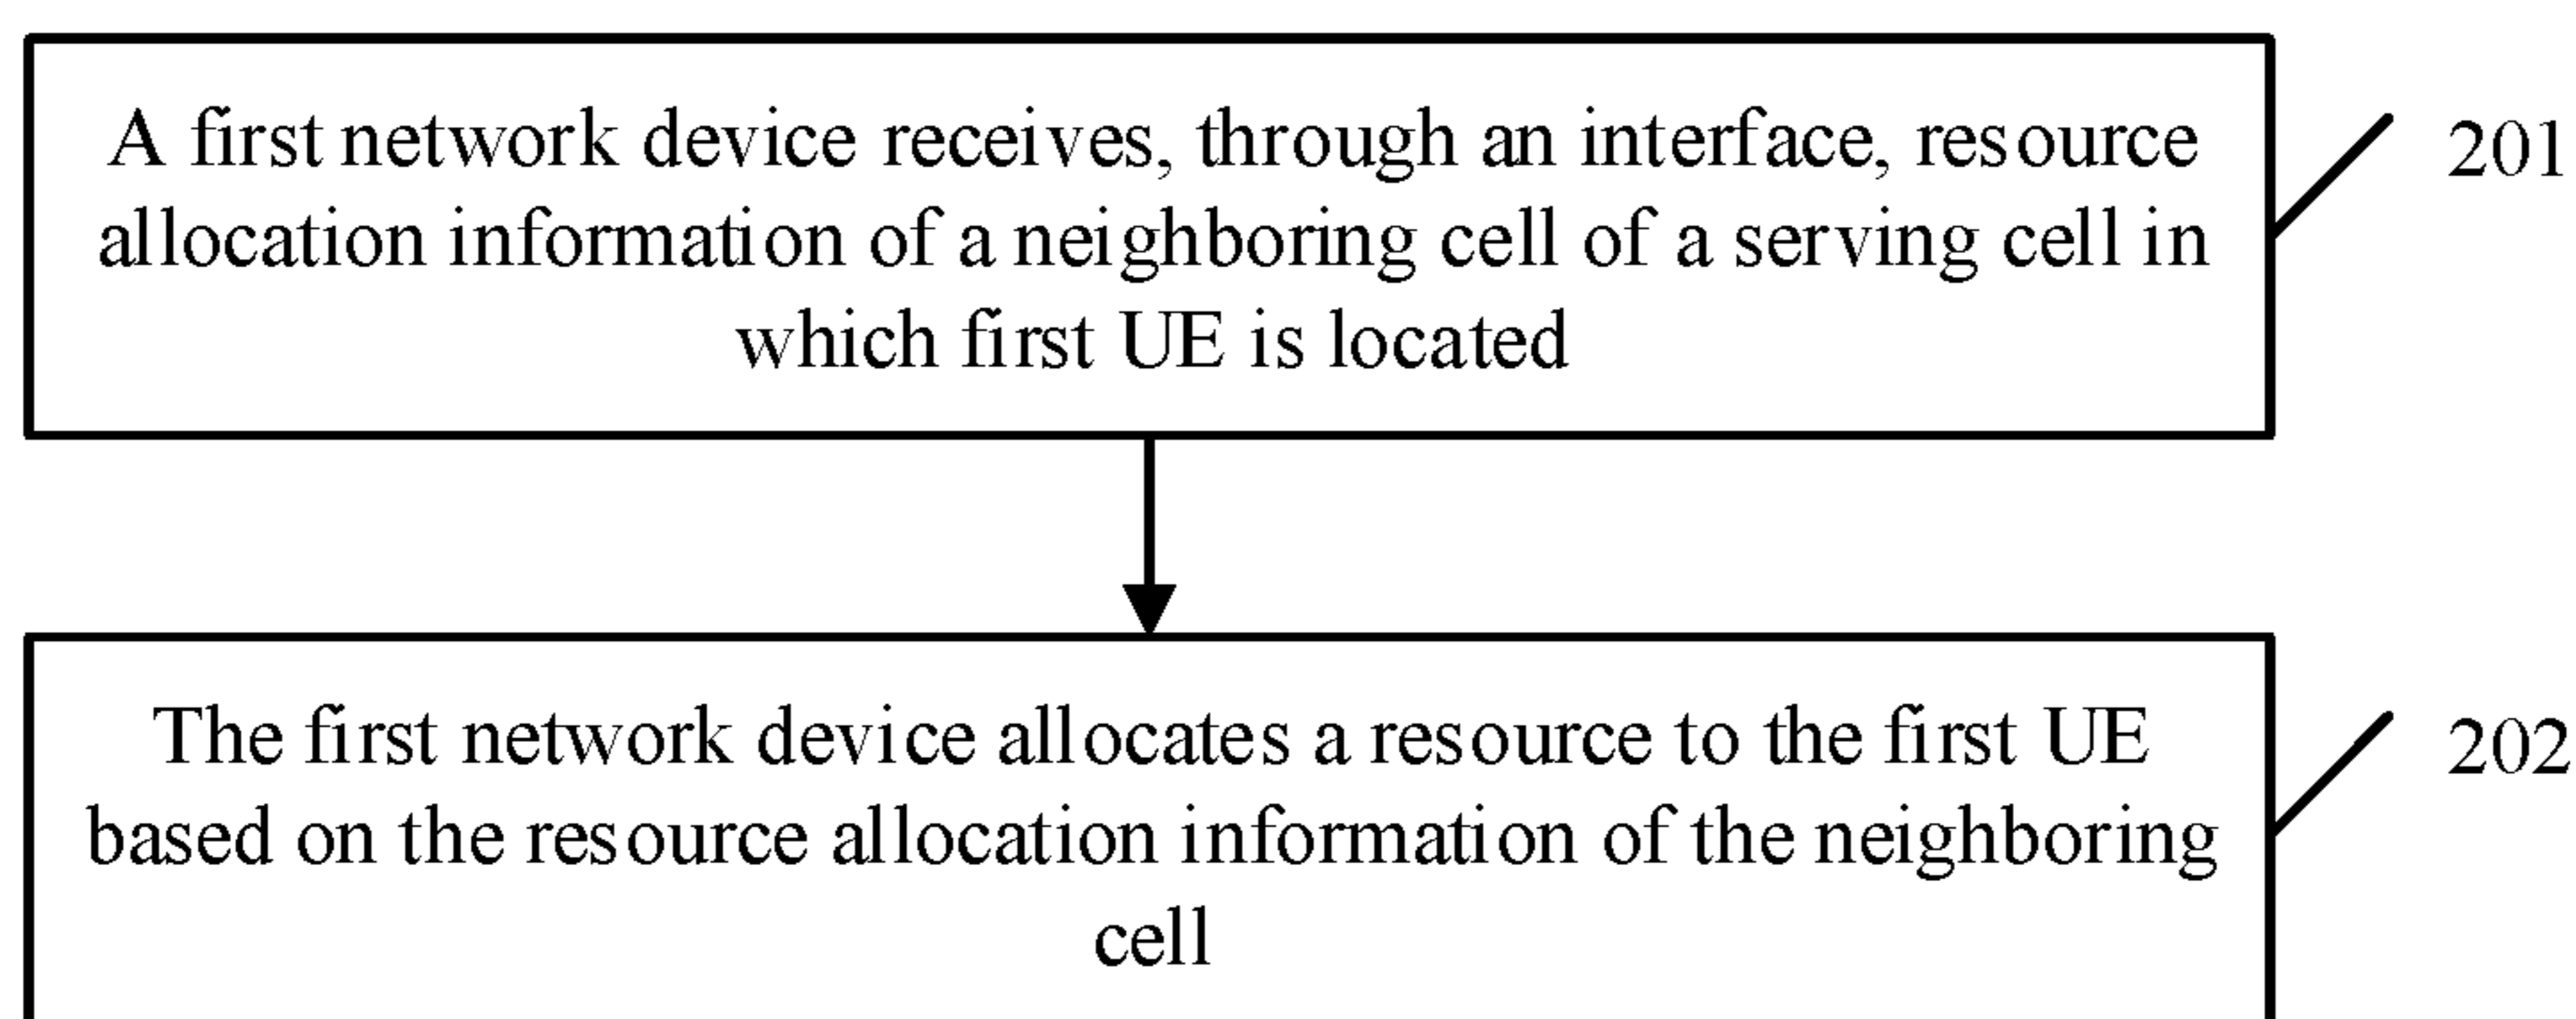 A first network device receives, through an interface, resource
allocation information of a neighboring cell of a serving cell in
which first UE is located
201
The first network device allocates a resource to the first UE
based on the resource allocation information of the neighboring
cell
202